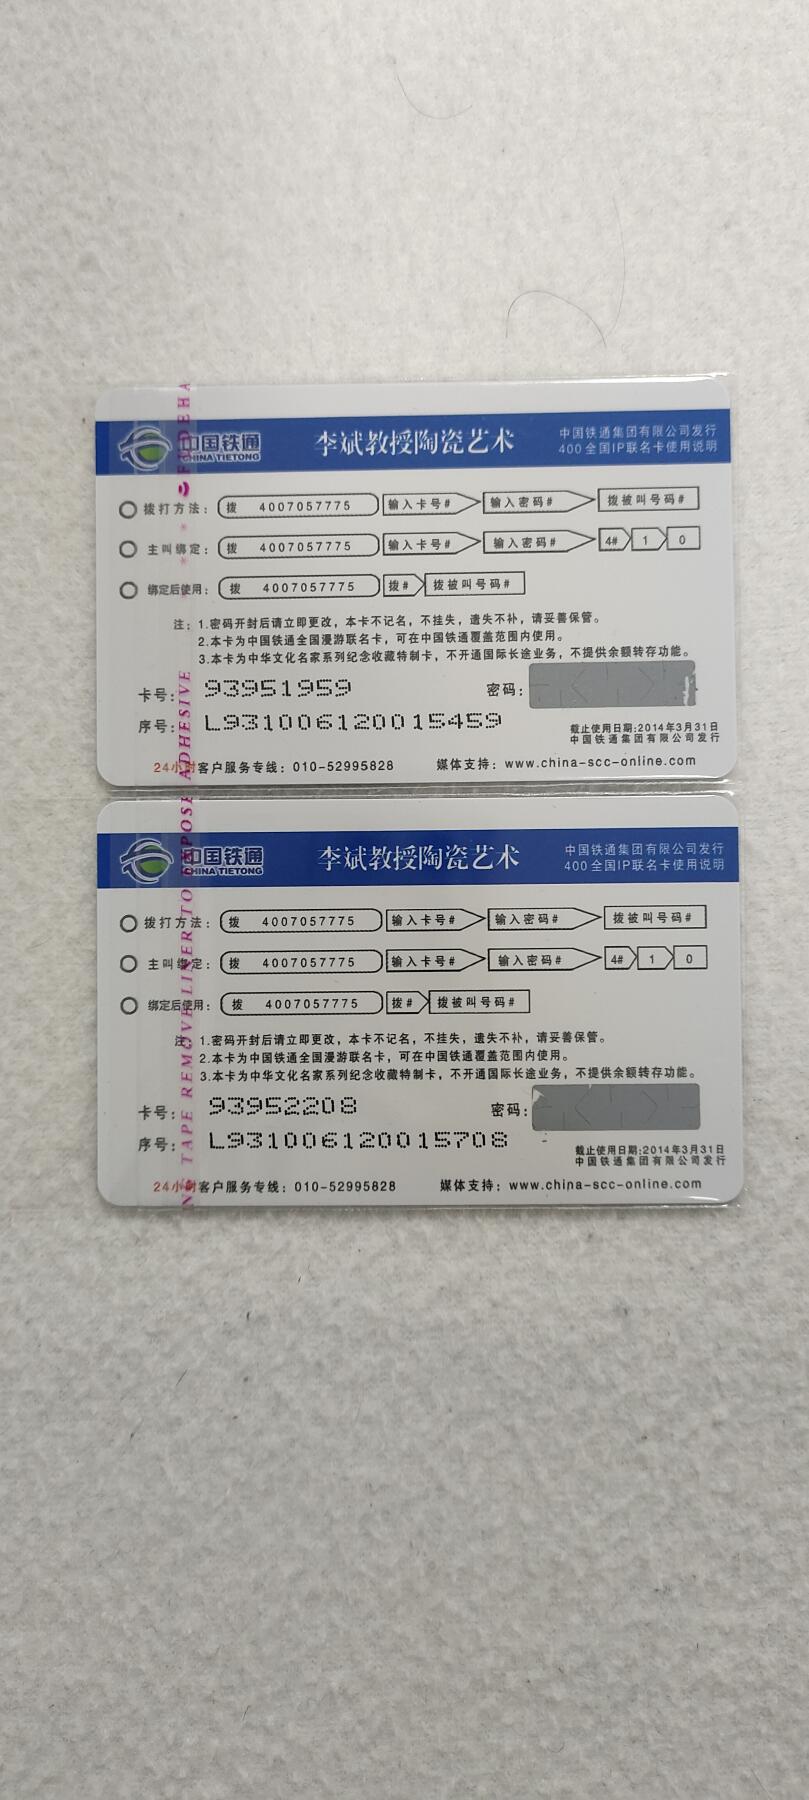 中国铁通
CHINA TIETONG
李斌教授陶瓷艺术
中国铁通集团有限公司发行
400全国IP联名卡使用说明
拨打方法: 拨 4007057775 输入卡号# 输入密码# 拨被叫号码#
主叫绑定: 拨 4007057775 输入卡号# 输入密码# 4# 1 0
绑定后使用: 拨 4007057775 拨# 拨被叫号码#
注: 1.密码开封后请立即更改，本卡不记名，不挂失，遗失不补，请妥善保管。
2.本卡为中国铁通全国漫游联名卡，可在中国铁通覆盖范围内使用。
3.本卡为中华文化名家系列纪念收藏特制卡，不开通国际长途业务，不提供余额转存功能。
卡号: 93951959 密码:
序号: L931006120015459
截止使用日期:2014年3月31日
中国铁通集团有限公司发行
24小时客户服务专线: 010-52995828 媒体支持: www.china-scc-online.com
中国铁通
CHINA TIETONG
李斌教授陶瓷艺术
中国铁通集团有限公司发行
400全国IP联名卡使用说明
拨打方法: 拨 4007057775 输入卡号# 输入密码# 拨被叫号码#
主叫绑定: 拨 4007057775 输入卡号# 输入密码# 4# 1 0
绑定后使用: 拨 4007057775 拨# 拨被叫号码#
注: 1.密码开封后请立即更改，本卡不记名，不挂失，遗失不补，请妥善保管。
2.本卡为中国铁通全国漫游联名卡，可在中国铁通覆盖范围内使用。
3.本卡为中华文化名家系列纪念收藏特制卡，不开通国际长途业务，不提供余额转存功能。
卡号: 93952208 密码:
序号: L931006120015708
截止使用日期:2014年3月31日
中国铁通集团有限公司发行
24小时客户服务专线: 010-52995828 媒体支持: www.china-scc-online.com
TAPE REMOVE LINER TO EXPOSE ADHESIVE